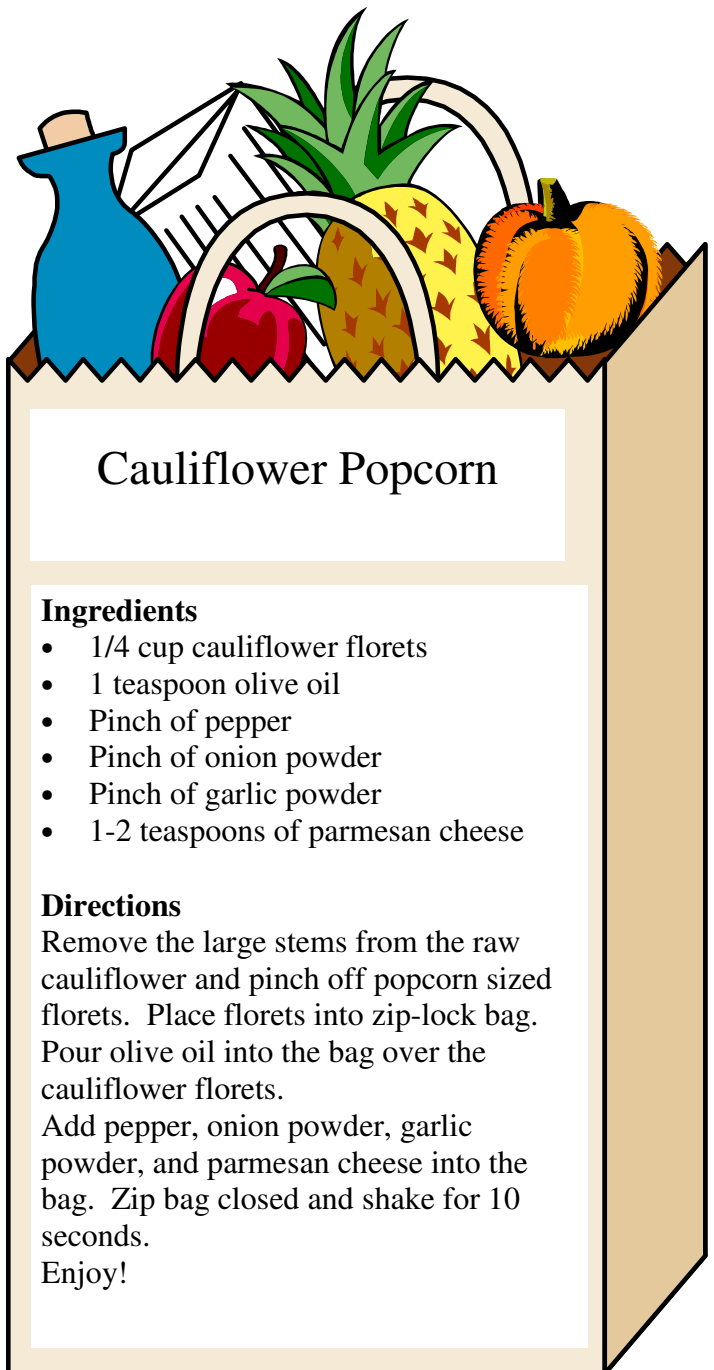 Cauliflower Popcorn
Ingredients
• 1/4 cup cauliflower florets
• 1 teaspoon olive oil
• Pinch of pepper
• Pinch of onion powder
• Pinch of garlic powder
• 1-2 teaspoons of parmesan cheese
Directions
Remove the large stems from the raw
cauliflower and pinch off popcorn sized
florets.  Place florets into zip-lock bag.
Pour olive oil into the bag over the
cauliflower florets.
Add pepper, onion powder, garlic
powder, and parmesan cheese into the
bag.  Zip bag closed and shake for 10
seconds.
Enjoy!